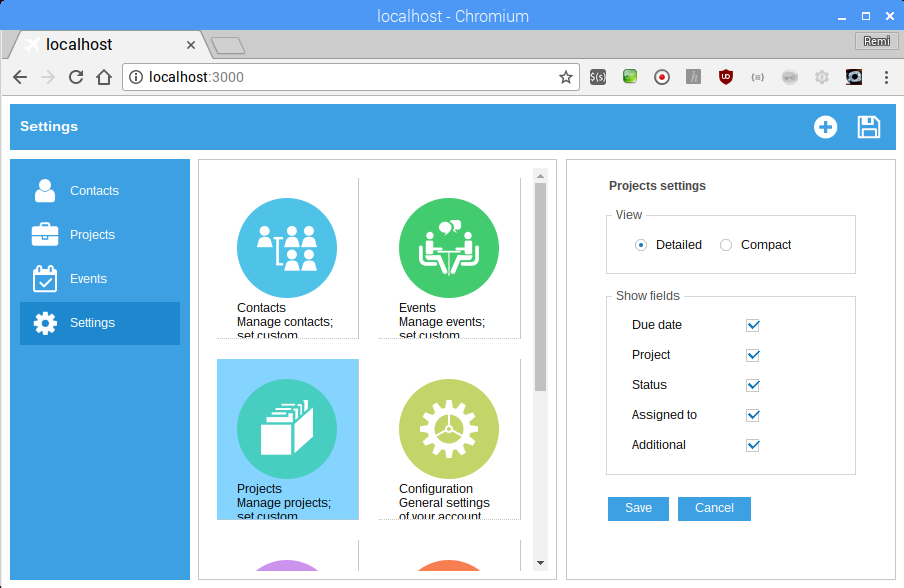 localhost - Chromium
localhost
Remi
localhost:3000
$(s)
h
UD
Settings
Contacts
Projects
Events
Settings
Contacts
Manage contacts;
set custom
Events
Manage events;
set custom
Projects
Manage projects;
set custom
Configuration
General settings
of your account
Projects settings
View
Detailed
Compact
Show fields
Due date
Project
Status
Assigned to
Additional
Save
Cancel